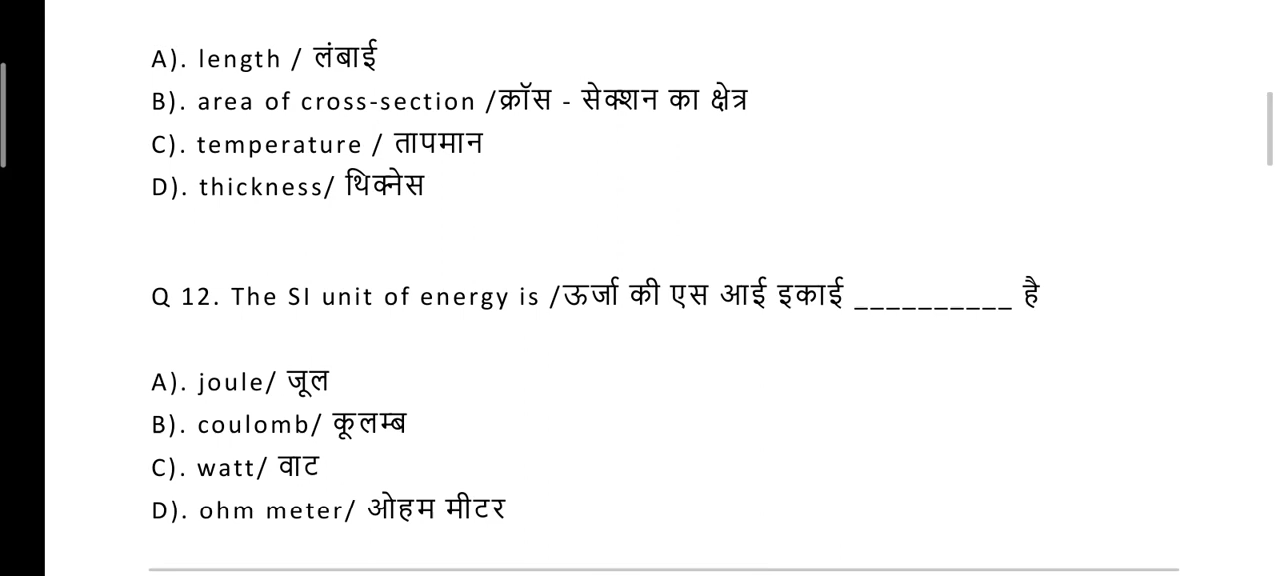 A). length / लंबाई
B). area of cross-section /क्रॉस - सेक्शन का क्षेत्र
C). temperature / तापमान
D). thickness/ थिक्नेस
Q 12. The SI unit of energy is /ऊर्जा की एस आई इकाई __________ है
A). joule/ जूल
B). coulomb/ कूलम्ब
C). watt/ वाट
D). ohm meter/ ओहम मीटर